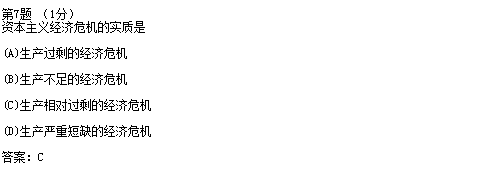 第7题 （1分）
资本主义经济危机的实质是
(A)生产过剩的经济危机
(B)生产不足的经济危机
(C)生产相对过剩的经济危机
(D)生产严重短缺的经济危机
答案：C